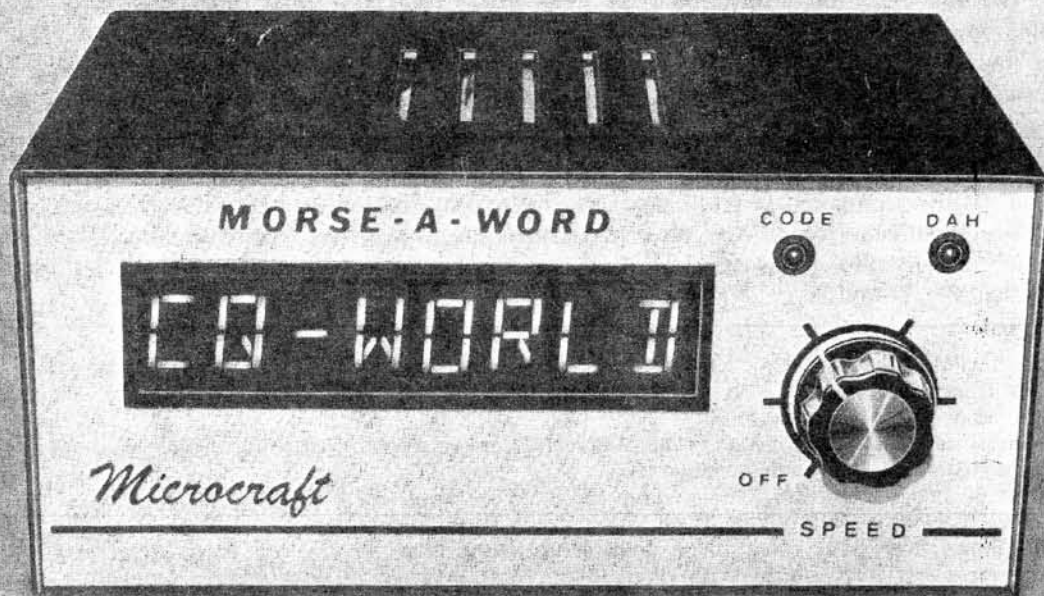 MORSE-A-WORD
CODE
DAH
CQ-WORLD
Microcraft
OFF
SPEED